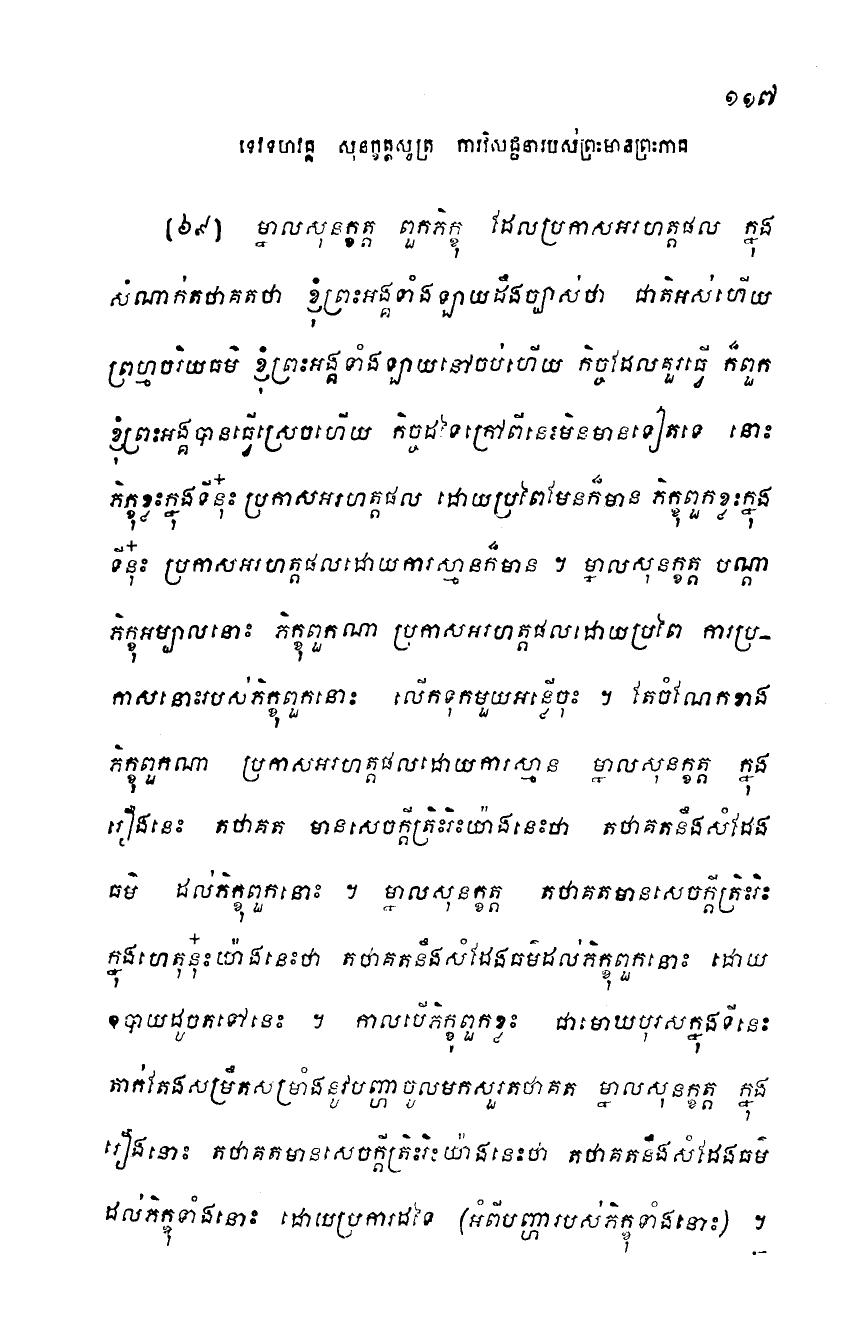 ១១៧
ទេវទហវគ្គ សុនក្ខត្តសូត្រ ការវិសជ្ជនារបស់ព្រះមានព្រះភាគ
[៦៩] ម្នាលសុនក្ខត្ត ពួកភិក្ខុ ដែលប្រកាសអរហត្តផល ក្នុង
សំណាក់តថាគតថា ខ្ញុំព្រះអង្គទាំងឡាយដឹងច្បាស់ថា ជាតិអស់ហើយ
ព្រហ្មចរិយធម៌ ខ្ញុំព្រះអង្គទាំងឡាយនៅចប់ហើយ កិច្ចដែលគួរធ្វើ ក៏ពួក
ខ្ញុំព្រះអង្គបានធ្វើស្រេចហើយ កិច្ចដទៃក្រៅពីនេះមិនមានទៀតទេ នោះ
ភិក្ខុខ្លះក្នុងទីនុ៎ះ ប្រកាសអរហត្តផល ដោយប្រពៃមែនក៏មាន ភិក្ខុពួកខ្លះក្នុង
ទីនុ៎ះ ប្រកាសអរហត្តផលដោយការស្មានក៏មាន ។ ម្នាលសុនក្ខត្ត បណ្តា
ភិក្ខុអម្បាលនោះ ភិក្ខុពួកណា ប្រកាសអរហត្តផលដោយប្រពៃ ការប្រ-
កាសនោះរបស់ភិក្ខុពួកនោះ លើកទុកមួយអន្លើចុះ ។ តែចំណែកខាង
ភិក្ខុពួកណា ប្រកាសអរហត្តផលដោយការស្មាន ម្នាលសុនក្ខត្ត ក្នុង
រឿងនេះ តថាគត មានសេចក្តីត្រិះរិះយ៉ាងនេះថា តថាគតនឹងសំដែង
ធម៌ ដល់ភិក្ខុពួកនោះ ។ ម្នាលសុនក្ខត្ត តថាគតមានសេចក្តីត្រិះរិះ
ក្នុងហេតុនុ៎ះយ៉ាងនេះថា តថាគតនឹងសំដែងធម៌ដល់ភិក្ខុពួកនោះ ដោយ
ឧបាយដូចតទៅនេះ ។ កាលបើភិក្ខុពួកខ្លះ ជាមោឃបុរសក្នុងទីនេះ
តាក់តែងសម្រឹតសម្រាំងនូវបញ្ហា ចូលមកសួរតថាគត ម្នាលសុនក្ខត្ត ក្នុង
រឿងនោះ តថាគតមានសេចក្តីត្រិះរិះយ៉ាងនេះថា តថាគតនឹងសំដែងធម៌
ដល់ភិក្ខុទាំងនោះ ដោយប្រការដទៃ (អំពីបញ្ហារបស់ភិក្ខុទាំងនោះ) ។